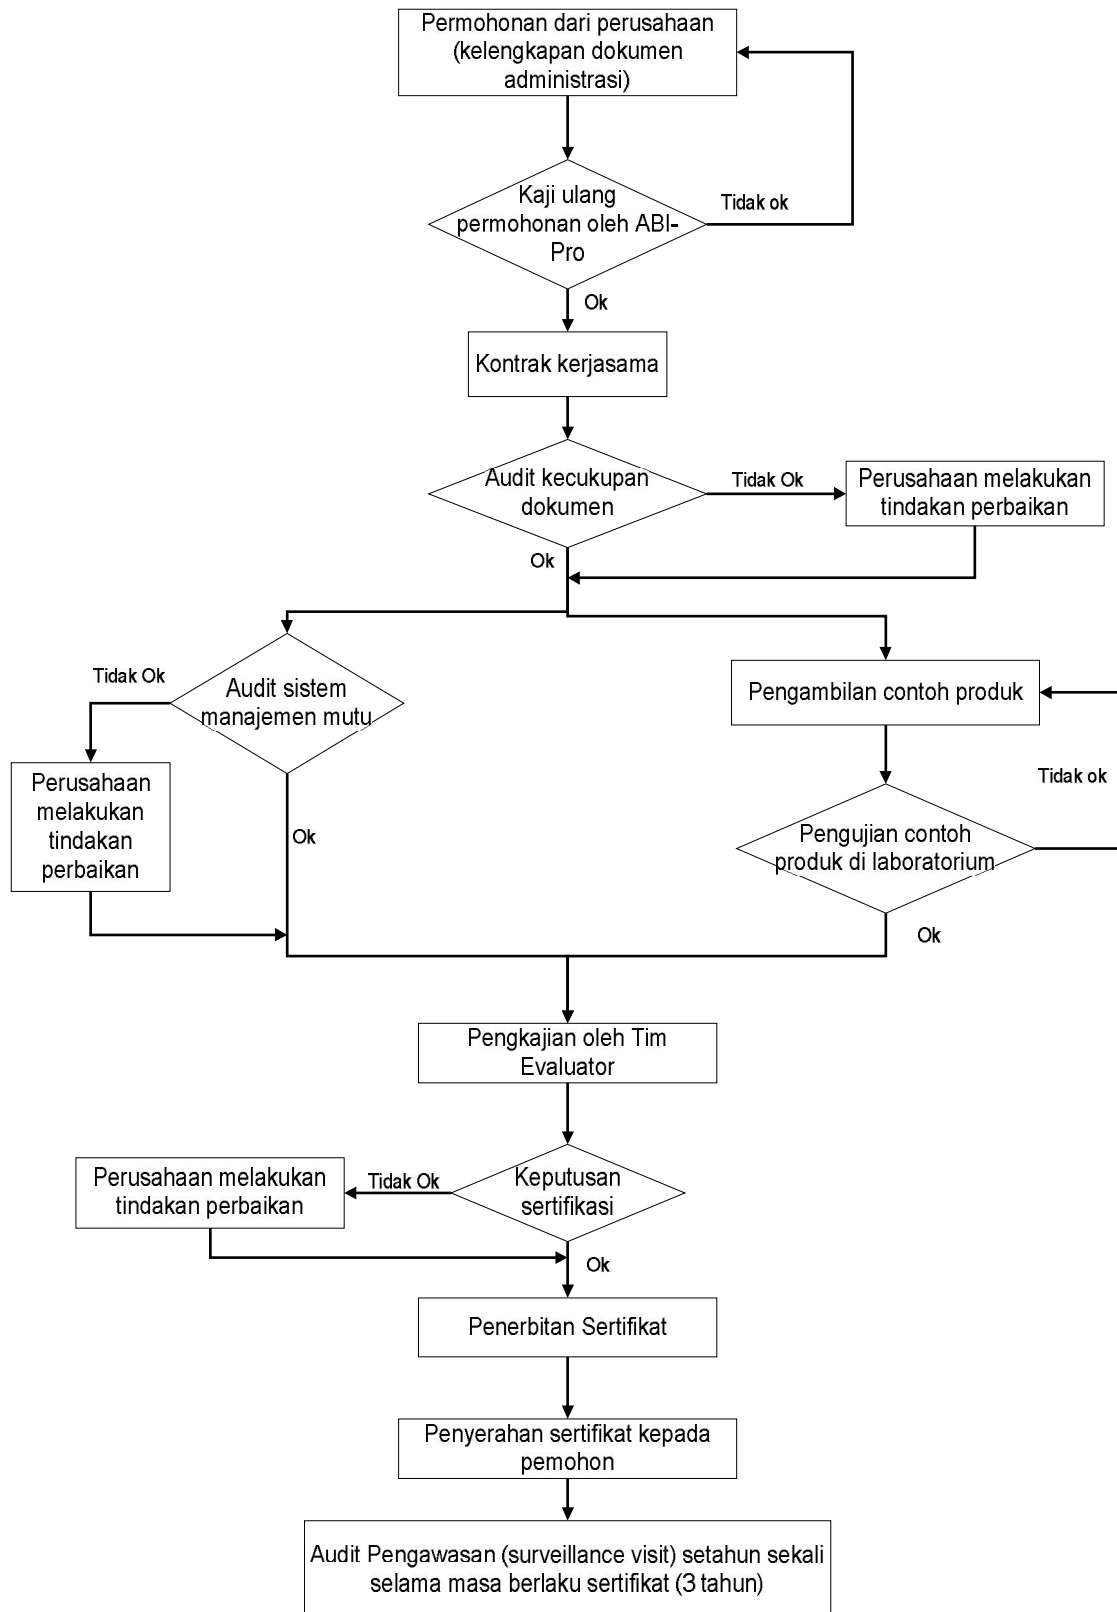 Permohonan dari perusahaan
(kelengkapan dokumen
administrasi)
Kaji ulang
permohonan oleh ABI-
Pro
Tidak ok
Ok
Kontrak kerjasama
Audit kecukupan
dokumen
Tidak Ok
Perusahaan melakukan
tindakan perbaikan
Ok
Tidak Ok
Audit sistem
manajemen mutu
Pengambilan contoh produk
Perusahaan
melakukan
tindakan
perbaikan
Ok
Tidak ok
Pengujian contoh
produk di laboratorium
Ok
Pengkajian oleh Tim
Evaluator
Perusahaan melakukan
tindakan perbaikan
Tidak Ok
Keputusan
sertifikasi
Ok
Penerbitan Sertifikat
Penyerahan sertifikat kepada
pemohon
Audit Pengawasan (surveillance visit) setahun sekali
selama masa berlaku sertifikat (3 tahun)